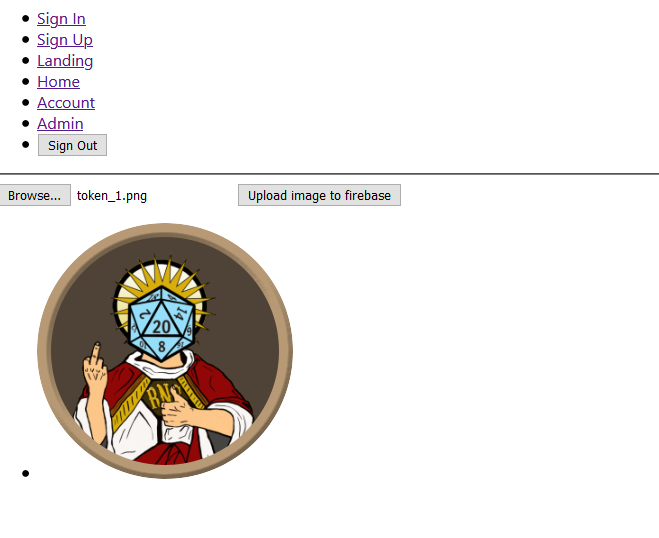 Sign In
Sign Up
Landing
Home
Account
Admin
Sign Out
Browse... token_1.png Upload image to firebase
20
8
2
14
6